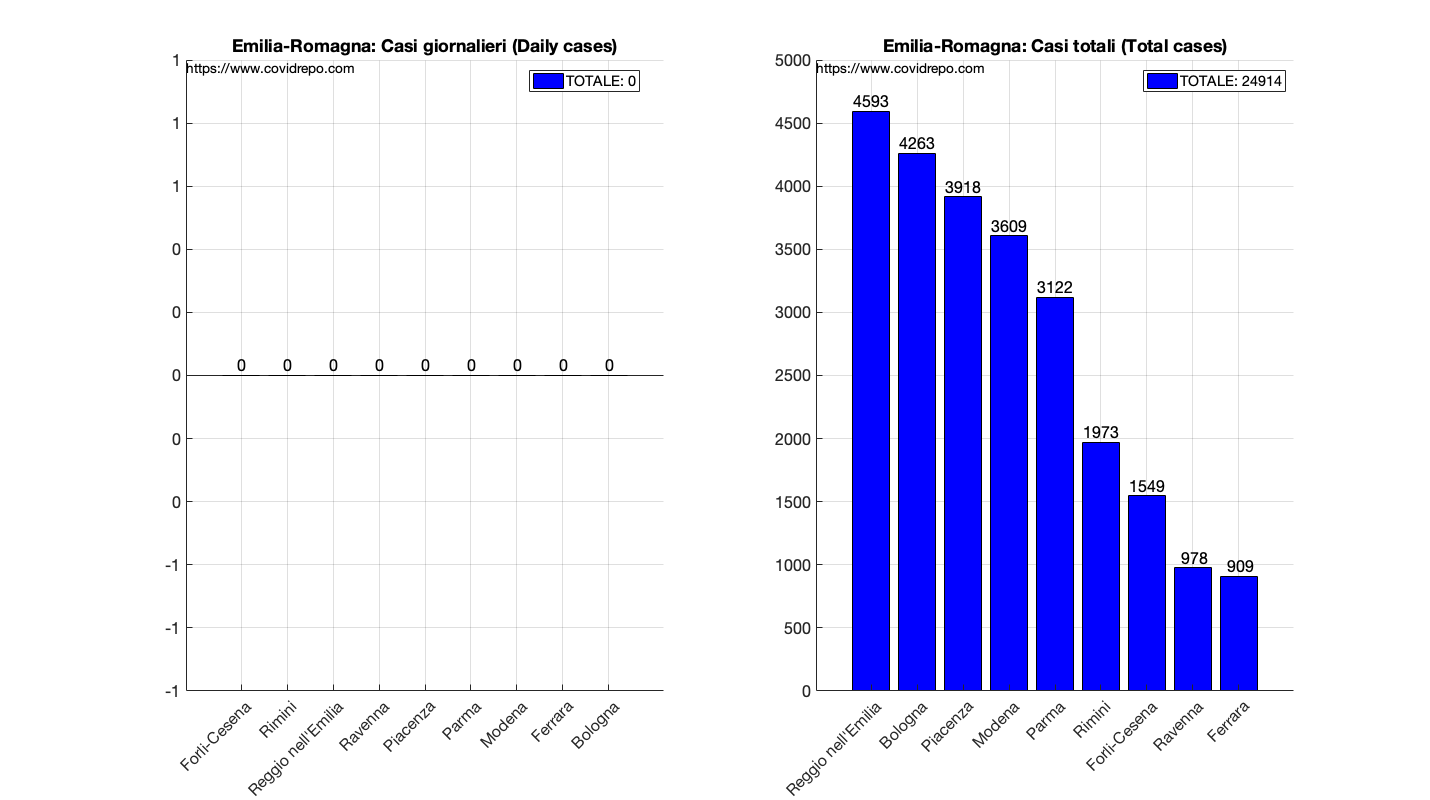 Emilia-Romagna: Casi giornalieri (Daily cases)
https://www.covidrepo.com
TOTALE: 0
1
1
1
0
0
0
0
0
-1
-1
-1
0 0 0 0 0 0 0 0 0
Forlì-Cesena
Rimini
Reggio nell'Emilia
Ravenna
Piacenza
Parma
Modena
Ferrara
Bologna
Emilia-Romagna: Casi totali (Total cases)
https://www.covidrepo.com
TOTALE: 24914
5000
4500
4000
3500
3000
2500
2000
1500
1000
500
0
4593
4263
3918
3609
3122
1973
1549
978
909
Reggio nell'Emilia
Bologna
Piacenza
Modena
Parma
Rimini
Forlì-Cesena
Ravenna
Ferrara